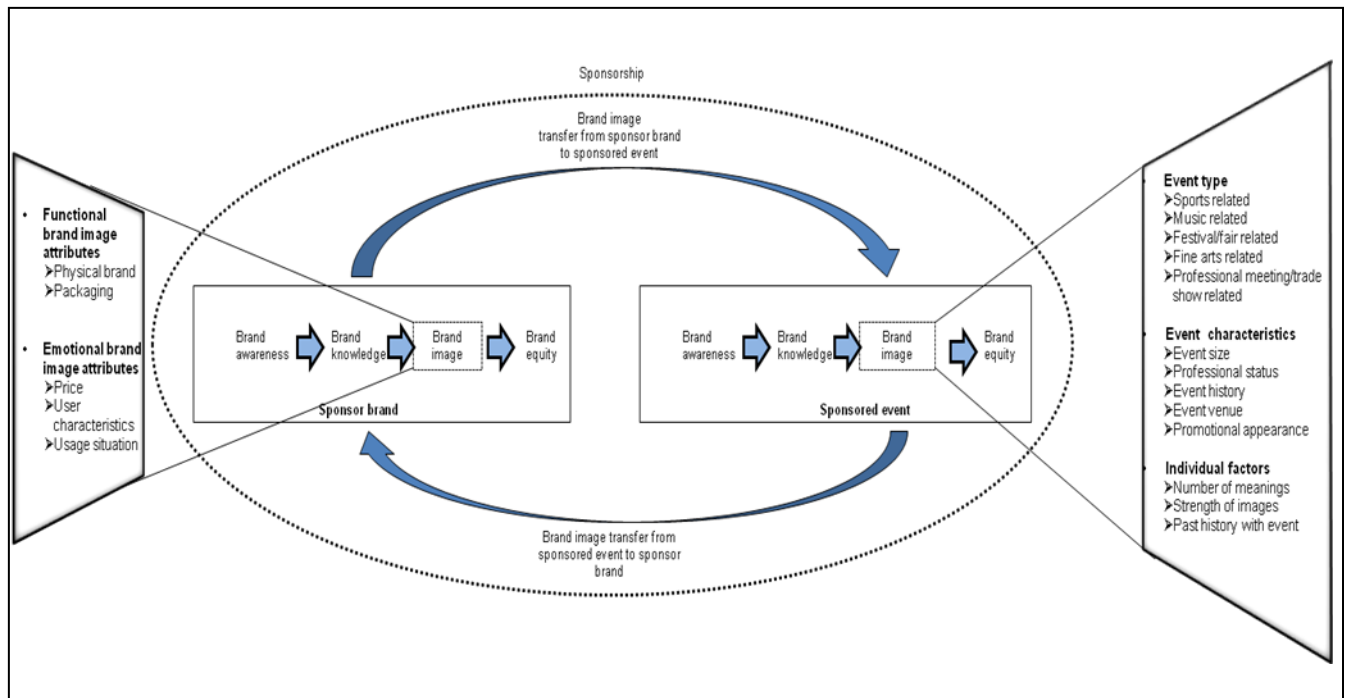 Sponsorship
Brand image
transfer from sponsor brand
to sponsored event
• Functional
brand image
attributes
➤Physical brand
➤Packaging
• Emotional brand
image attributes
➤Price
➤User
characteristics
➤Usage situation
Brand
awareness
Brand
knowledge
Brand
image
Brand
equity
Sponsor brand
Brand
awareness
Brand
knowledge
Brand
image
Brand
equity
Sponsored event
Brand image transfer from
sponsored event to sponsor
brand
• Event type
➤Sports related
➤Music related
➤Festival/fair related
➤Fine arts related
➤Professional meeting/trade
show related
• Event characteristics
➤Event size
➤Professional status
➤Event history
➤Event venue
➤Promotional appearance
• Individual factors
➤Number of meanings
➤Strength of images
➤Past history with event